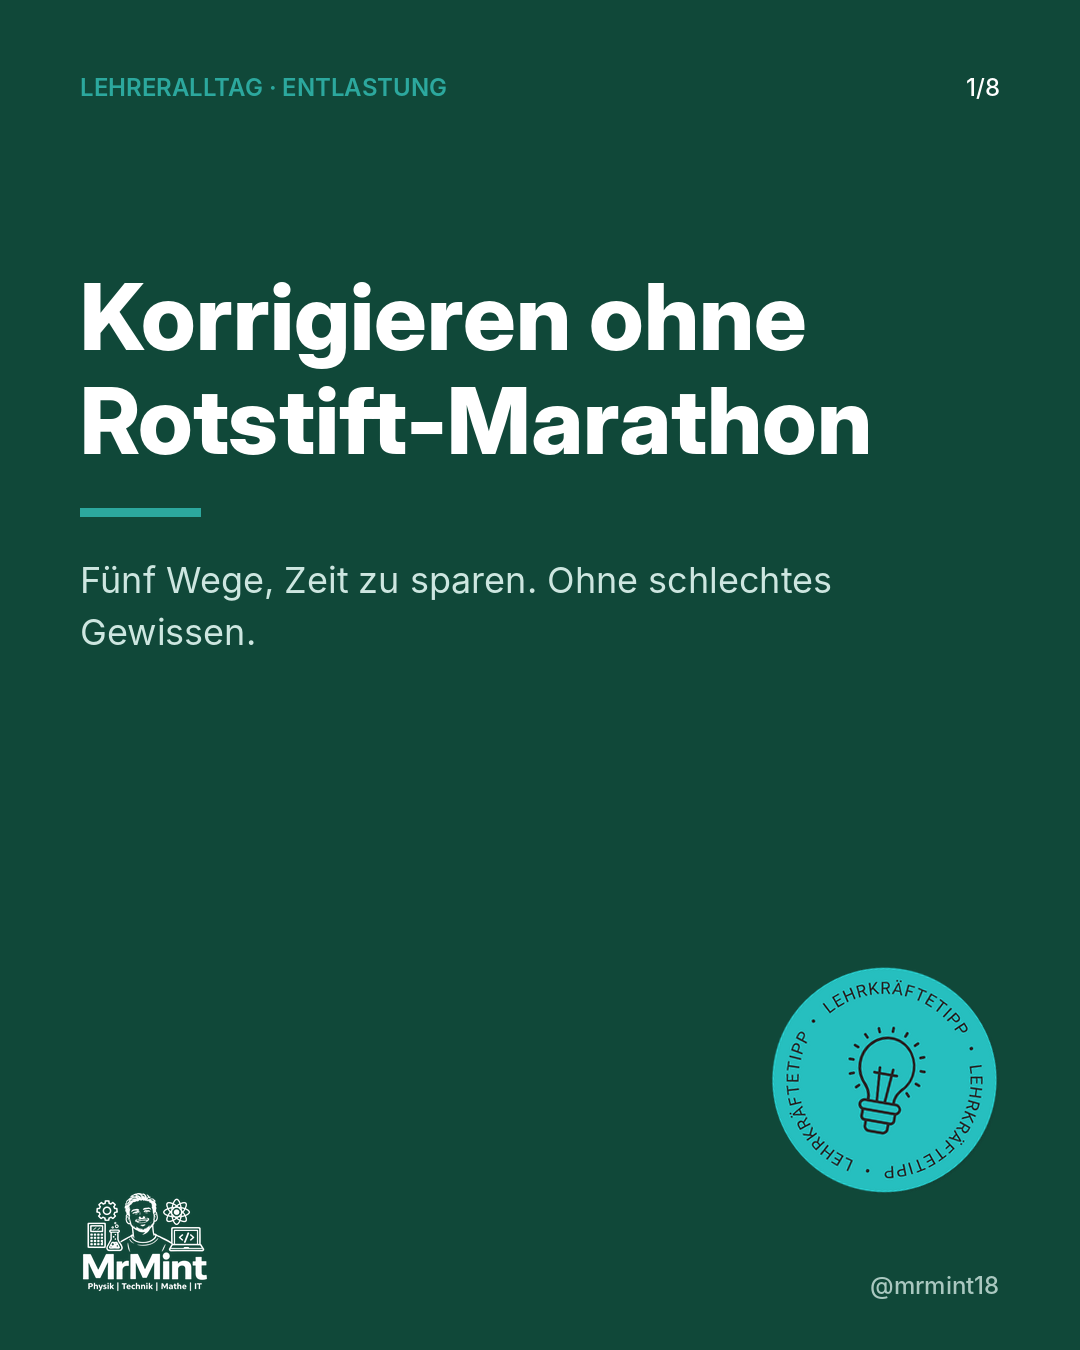 LEHRERALLTAG · ENTLASTUNG
1/8
Korrigieren ohne
Rotstift-Marathon
Fünf Wege, Zeit zu sparen. Ohne schlechtes
Gewissen.
LEHRKRÄFTETIPP • LEHRKRÄFTETIPP • LEHRKRÄFTETIPP •
</>
MrMint
Physik | Technik | Mathe | IT
@mrmint18